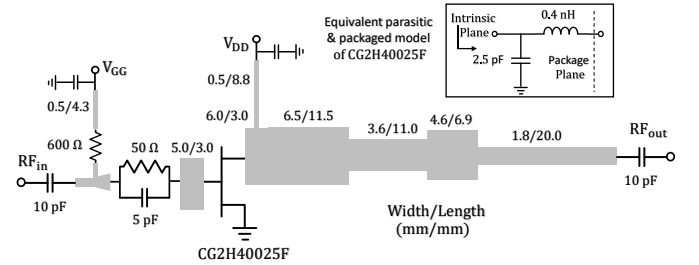 Equivalent parasitic
& packaged model
of CG2H40025F
Intrinsic
Plane
0.4 nH
2.5 pF
Package
Plane
V_DD
V_GG
0.5/8.8
0.5/4.3
6.0/3.0
6.5/11.5
3.6/11.0
4.6/6.9
1.8/20.0
600 Ω
50 Ω
5.0/3.0
RF_in
RF_out
10 pF
5 pF
10 pF
Width/Length
(mm/mm)
CG2H40025F